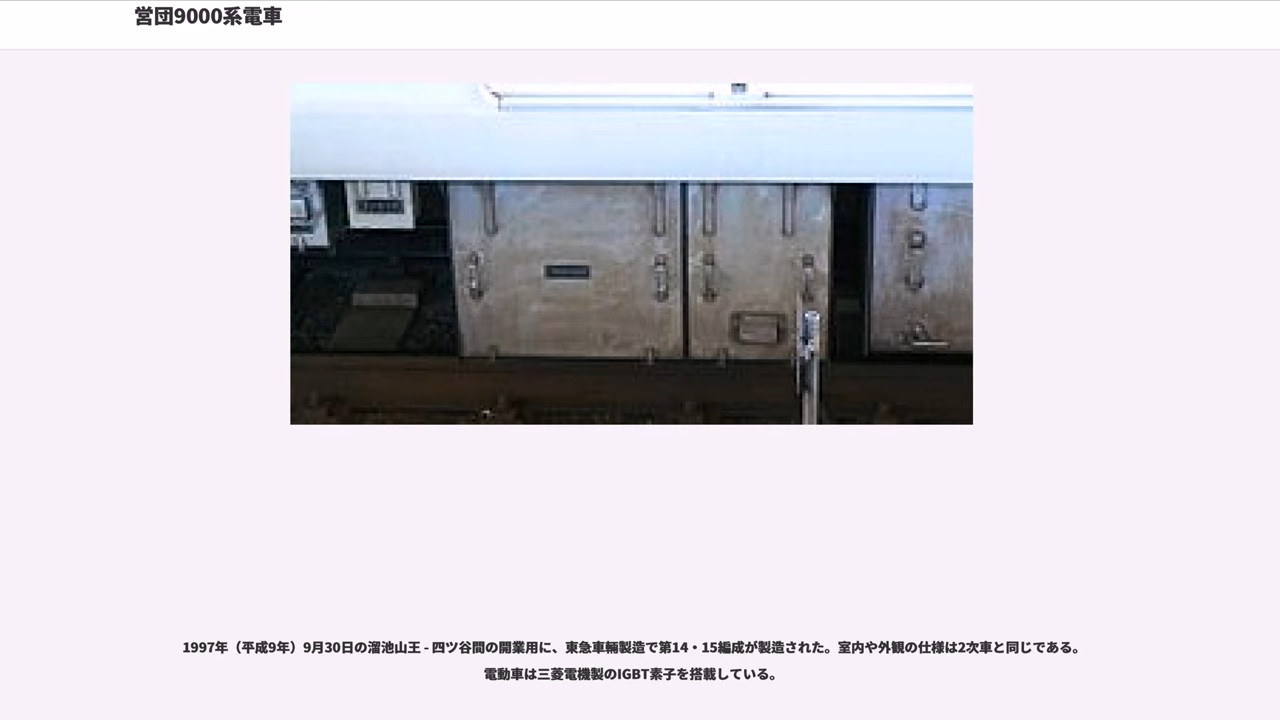 営団9000系電車
1997年（平成9年）9月30日の溜池山王 - 四ツ谷間の開業用に、東急車輛製造で第14・15編成が製造された。室内や外観の仕様は2次車と同じである。
電動車は三菱電機製のIGBT素子を搭載している。